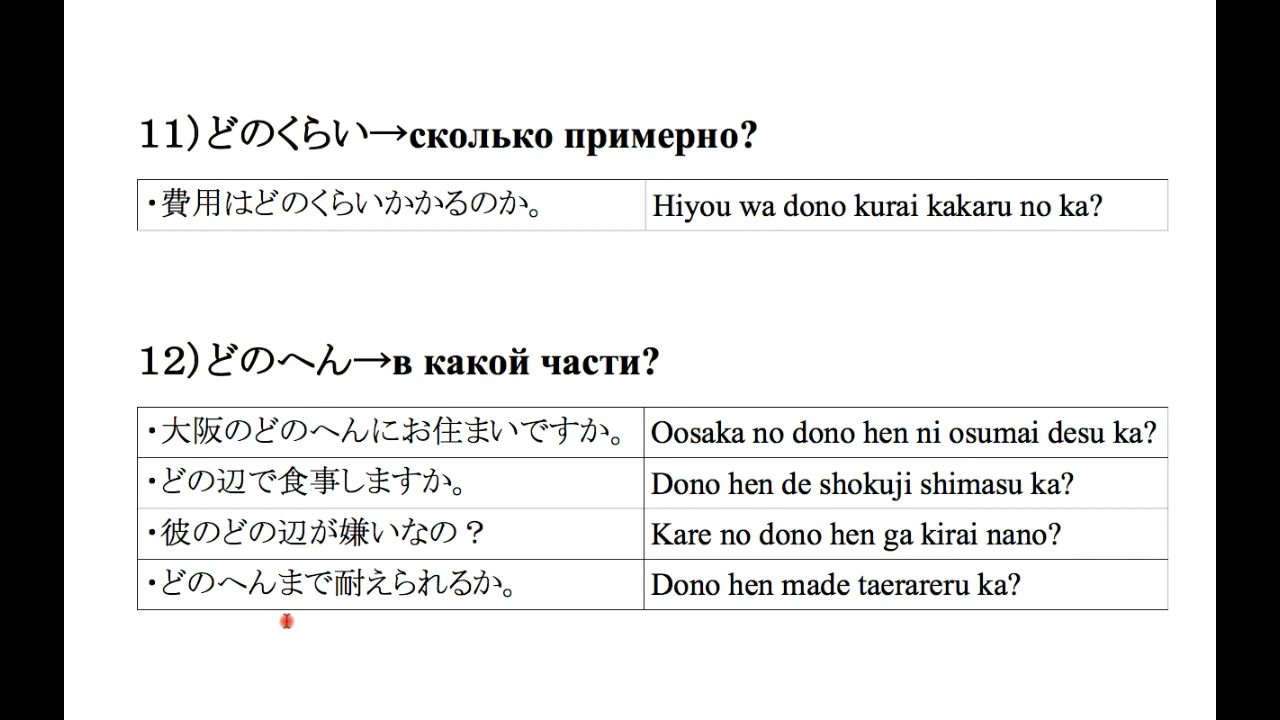 11)どのくらい→сколько примерно?
・費用はどのくらいかかるのか。 Hiyou wa dono kurai kakaru no ka?
12)どのへん→в какой части?
・大阪のどのへんにお住まいですか。 Oosaka no dono hen ni osumai desu ka?
・どの辺で食事しますか。 Dono hen de shokuji shimasu ka?
・彼のどの辺が嫌いなの？ Kare no dono hen ga kirai nano?
・どのへんまで耐えられるか。 Dono hen made taerareru ka?